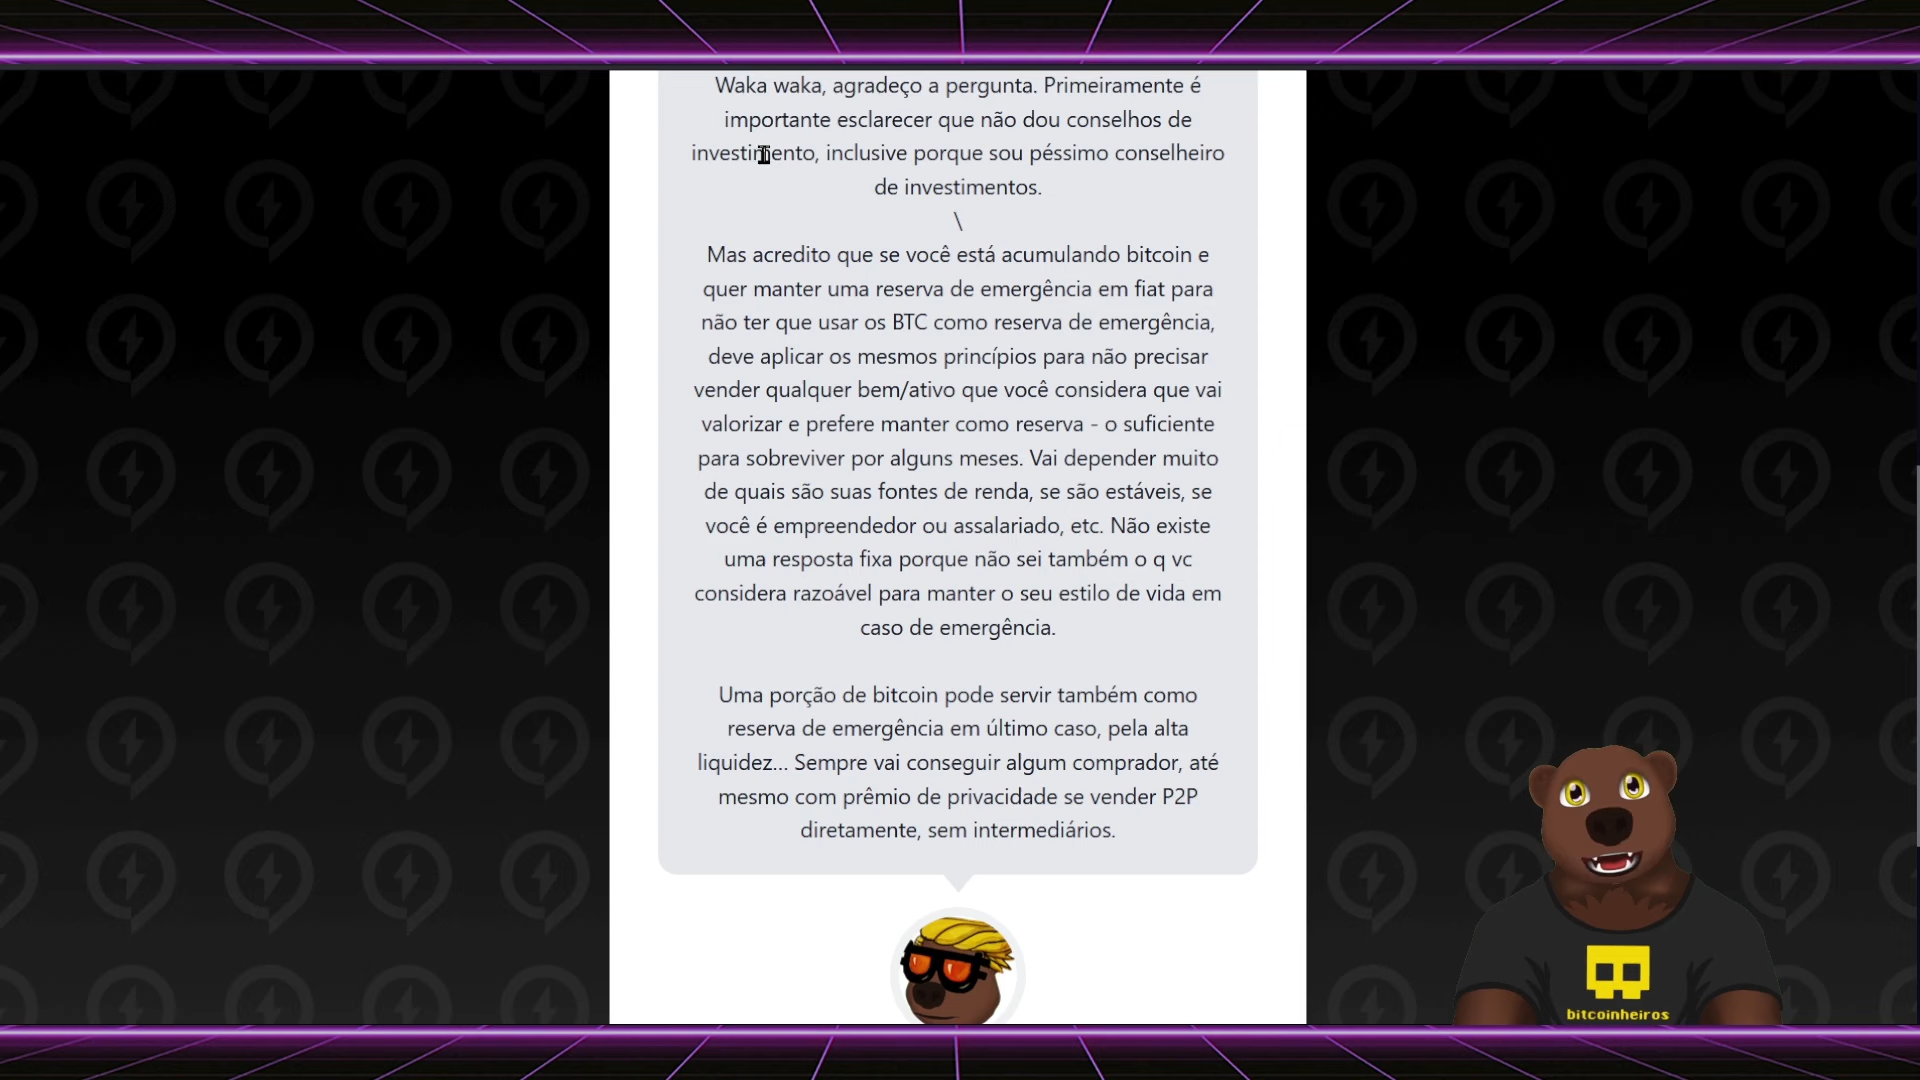 Waka waka, agradeço a pergunta. Primeiramente é
importante esclarecer que não dou conselhos de
investimento, inclusive porque sou péssimo conselheiro
de investimentos.
\
Mas acredito que se você está acumulando bitcoin e
quer manter uma reserva de emergência em fiat para
não ter que usar os BTC como reserva de emergência,
deve aplicar os mesmos princípios para não precisar
vender qualquer bem/ativo que você considera que vai
valorizar e prefere manter como reserva - o suficiente
para sobreviver por alguns meses. Vai depender muito
de quais são suas fontes de renda, se são estáveis, se
você é empreendedor ou assalariado, etc. Não existe
uma resposta fixa porque não sei também o q vc
considera razoável para manter o seu estilo de vida em
caso de emergência.
Uma porção de bitcoin pode servir também como
reserva de emergência em último caso, pela alta
liquidez... Sempre vai conseguir algum comprador, até
mesmo com prêmio de privacidade se vender P2P
diretamente, sem intermediários.
bitcoinheiros